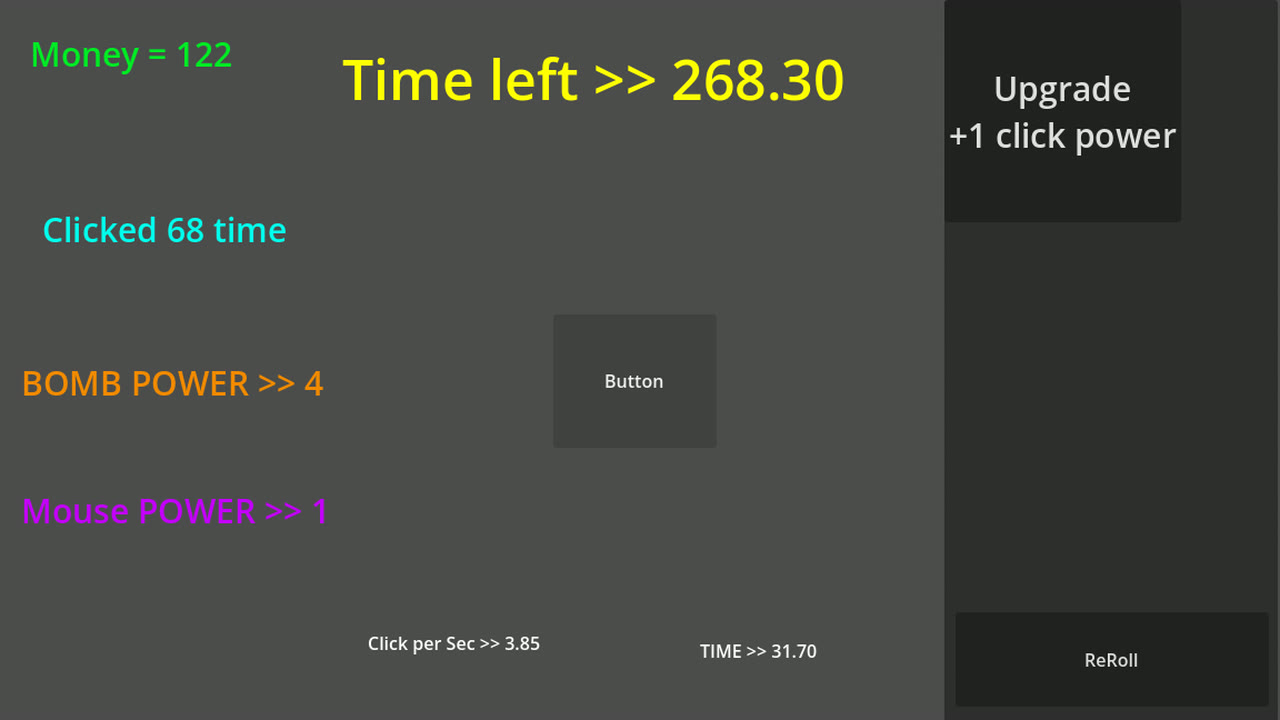 Money = 122
Time left >> 268.30
Upgrade
+1 click power
Clicked 68 time
BOMB POWER >> 4
Button
Mouse POWER >> 1
Click per Sec >> 3.85
TIME >> 31.70
ReRoll